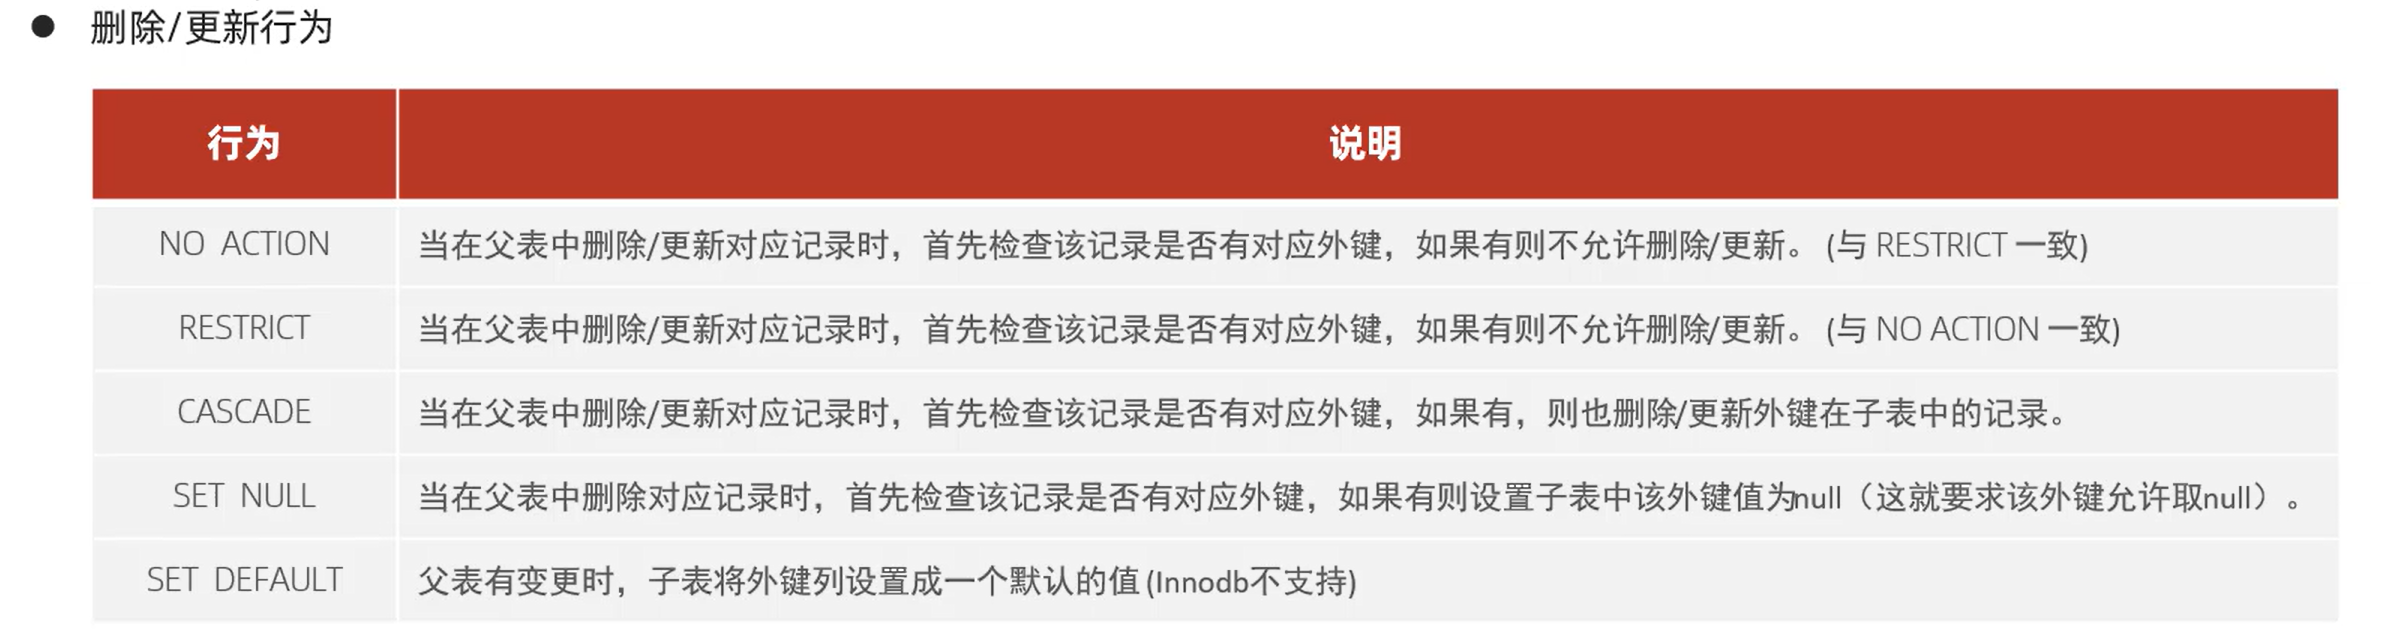 ● 删除/更新行为
行为 说明
NO ACTION 当在父表中删除/更新对应记录时，首先检查该记录是否有对应外键，如果有则不允许删除/更新。 (与 RESTRICT 一致)
RESTRICT 当在父表中删除/更新对应记录时，首先检查该记录是否有对应外键，如果有则不允许删除/更新。 (与 NO ACTION 一致)
CASCADE 当在父表中删除/更新对应记录时，首先检查该记录是否有对应外键，如果有，则也删除/更新外键在子表中的记录。
SET NULL 当在父表中删除对应记录时，首先检查该记录是否有对应外键，如果有则设置子表中该外键值为null（这就要求该外键允许取null）。
SET DEFAULT 父表有变更时，子表将外键列设置成一个默认的值 (Innodb不支持)